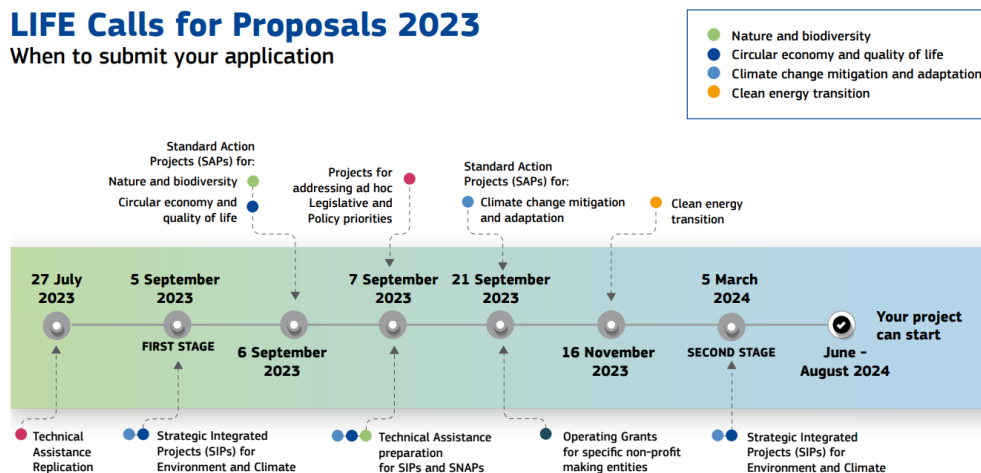 LIFE Calls for Proposals 2023
When to submit your application
Nature and biodiversity
Circular economy and quality of life
Climate change mitigation and adaptation
Clean energy transition
Standard Action
Projects (SAPs) for:
Nature and biodiversity
Circular economy and
quality of life
Projects for
addressing ad hoc
Legislative and
Policy priorities
Standard Action
Projects (SAPs) for:
Climate change mitigation
and adaptation
Clean energy
transition
27 July
2023
5 September
2023
FIRST STAGE
6 September
2023
7 September
2023
21 September
2023
16 November
2023
5 March
2024
SECOND STAGE
June –
August 2024
Your project
can start
Technical
Assistance
Replication
Strategic Integrated
Projects (SIPs) for
Environment and Climate
Technical Assistance
preparation
for SIPs and SNAPs
Operating Grants
for specific non-profit
making entities
Strategic Integrated
Projects (SIPs) for
Environment and Climate